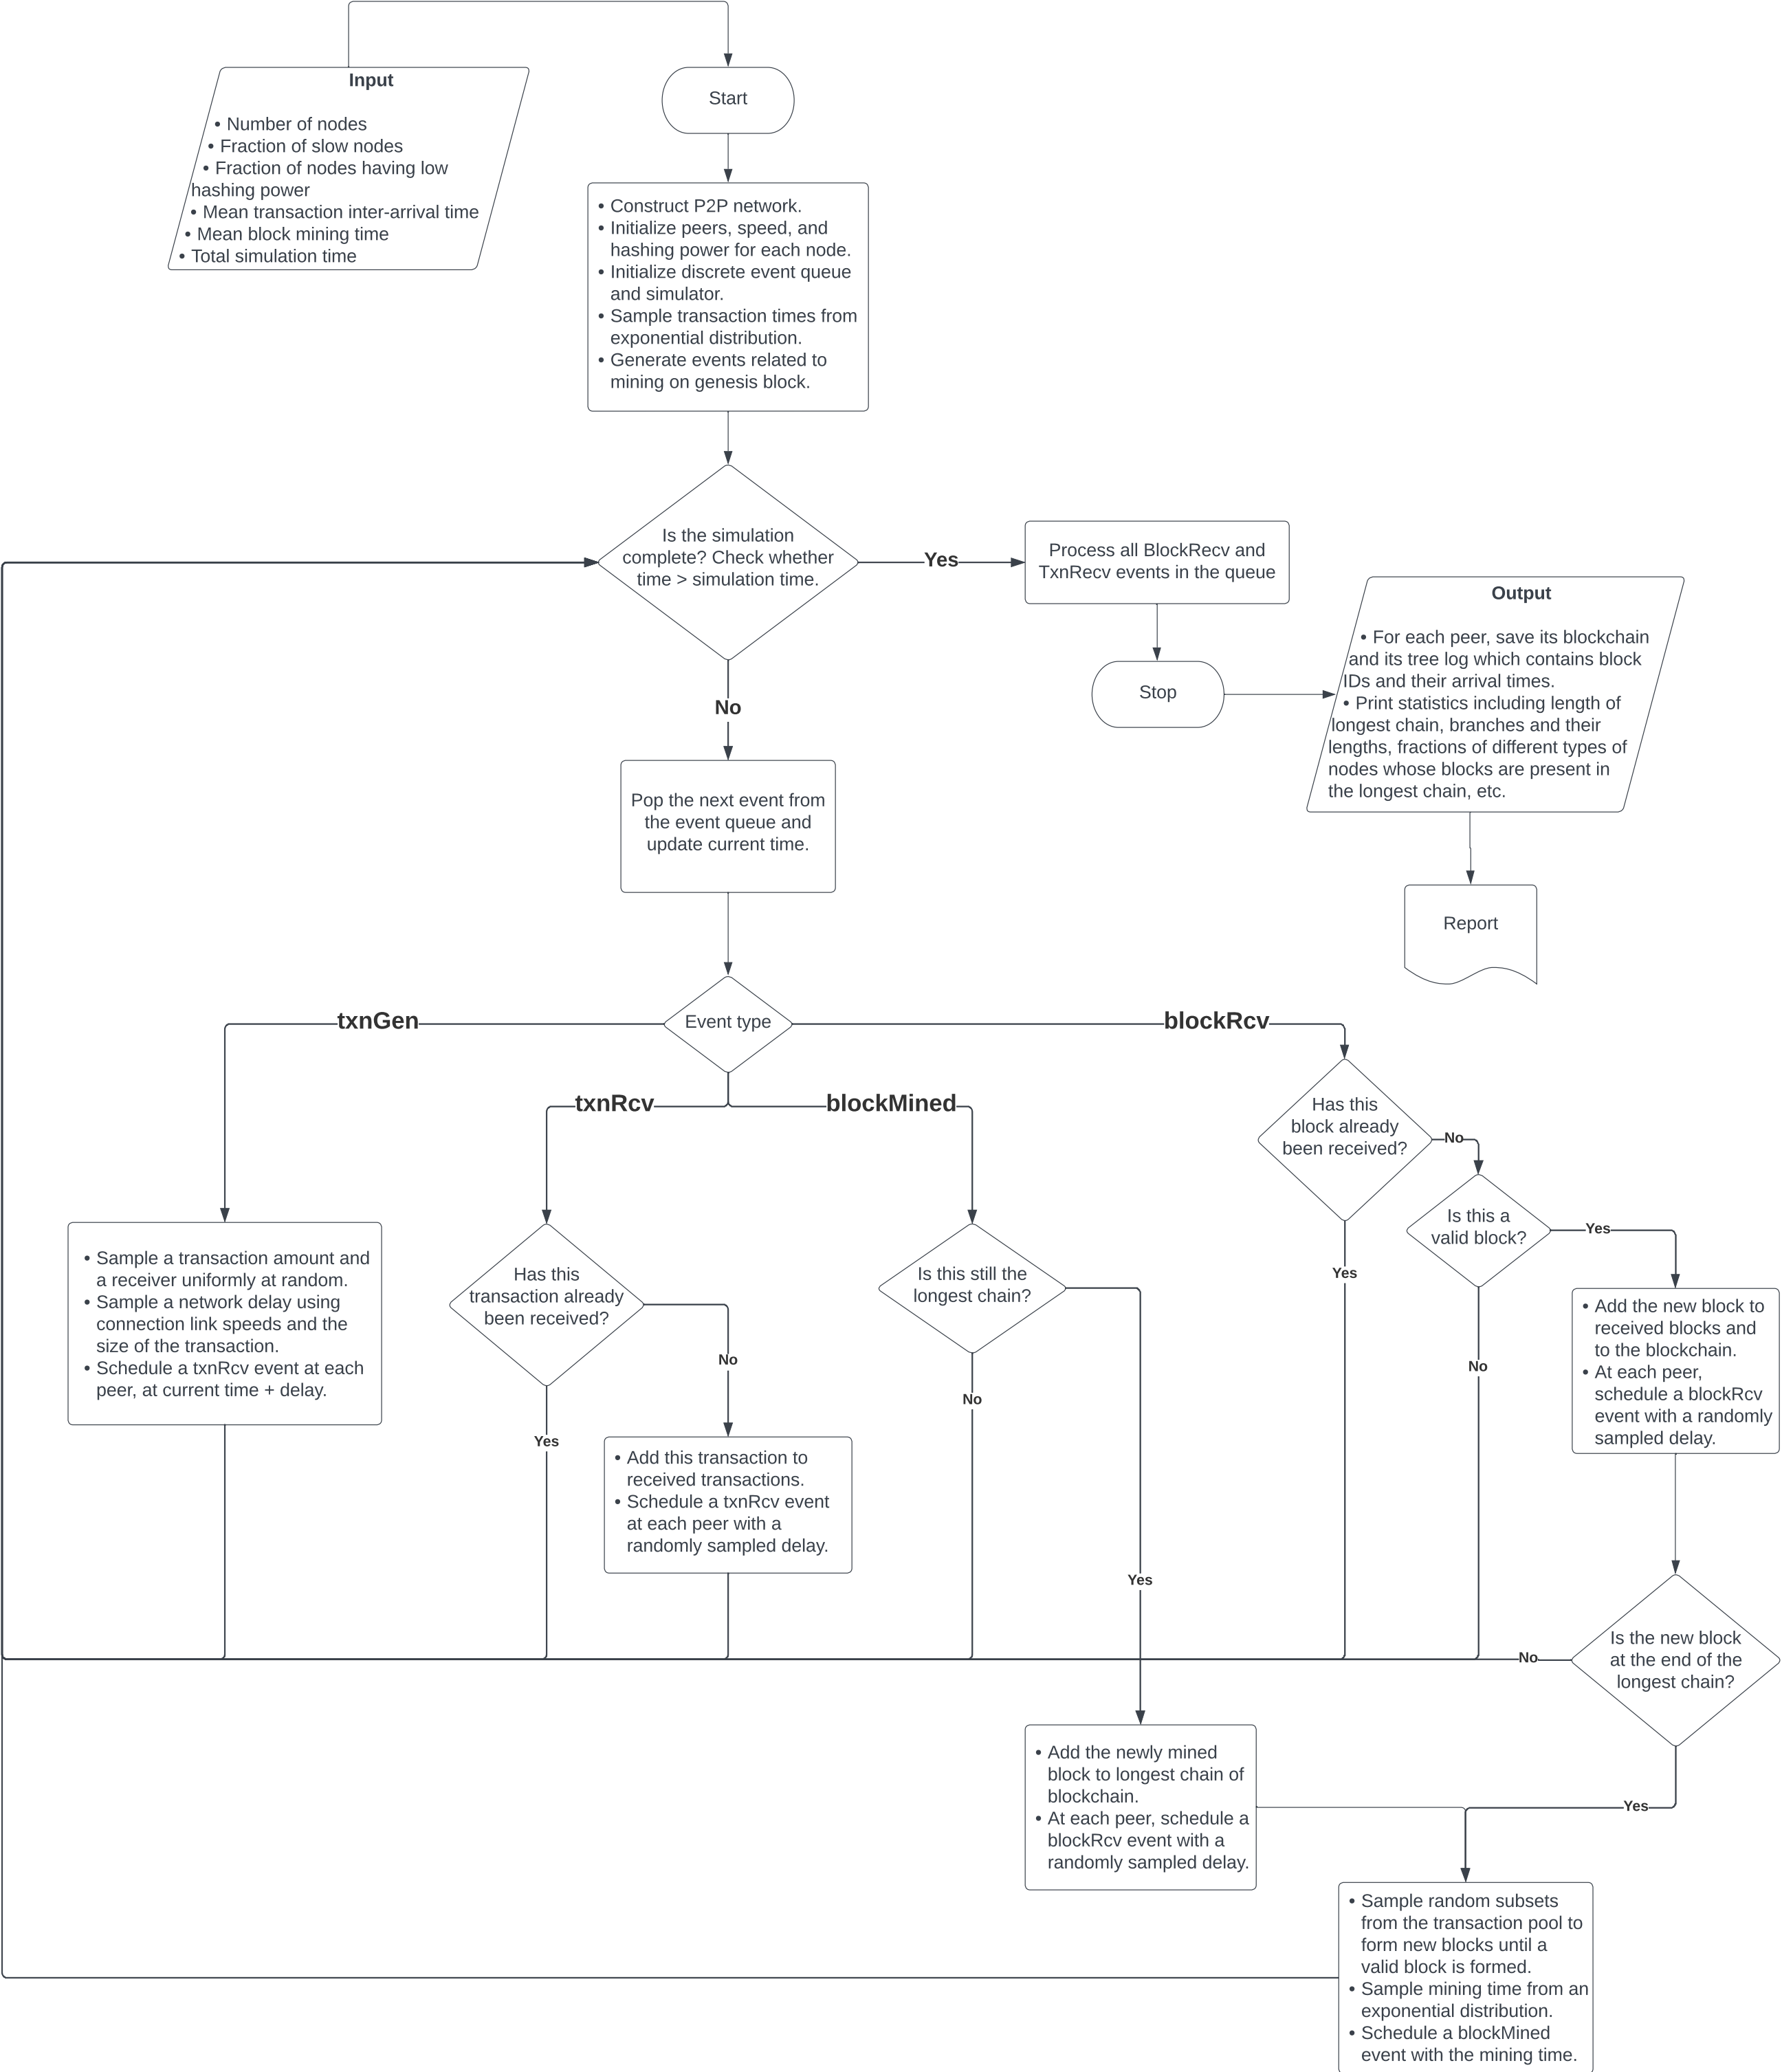 Input
• Number of nodes
• Fraction of slow nodes
• Fraction of nodes having low
hashing power
• Mean transaction inter-arrival time
• Mean block mining time
• Total simulation time
Start
• Construct P2P network.
• Initialize peers, speed, and
hashing power for each node.
• Initialize discrete event queue
and simulator.
• Sample transaction times from
exponential distribution.
• Generate events related to
mining on genesis block.
Is the simulation
complete? Check whether
time > simulation time.
Yes
Process all BlockRecv and
TxnRecv events in the queue
Stop
Output
• For each peer, save its blockchain
and its tree log which contains block
IDs and their arrival times.
• Print statistics including length of
longest chain, branches and their
lengths, fractions of different types of
nodes whose blocks are present in
the longest chain, etc.
Report
No
Pop the next event from
the event queue and
update current time.
Event type
txnGen
txnRcv
blockMined
blockRcv
• Sample a transaction amount and
a receiver uniformly at random.
• Sample a network delay using
connection link speeds and the
size of the transaction.
• Schedule a txnRcv event at each
peer, at current time + delay.
Has this
transaction already
been received?
Yes
No
• Add this transaction to
received transactions.
• Schedule a txnRcv event
at each peer with a
randomly sampled delay.
Is this still the
longest chain?
No
Yes
• Add the newly mined
block to longest chain of
blockchain.
• At each peer, schedule a
blockRcv event with a
randomly sampled delay.
Has this
block already
been received?
Yes
No
Is this a
valid block?
No
Yes
• Add the new block to
received blocks and
to the blockchain.
• At each peer,
schedule a blockRcv
event with a randomly
sampled delay.
Is the new block
at the end of the
longest chain?
No
Yes
• Sample random subsets
from the transaction pool to
form new blocks until a
valid block is formed.
• Sample mining time from an
exponential distribution.
• Schedule a blockMined
event with the mining time.